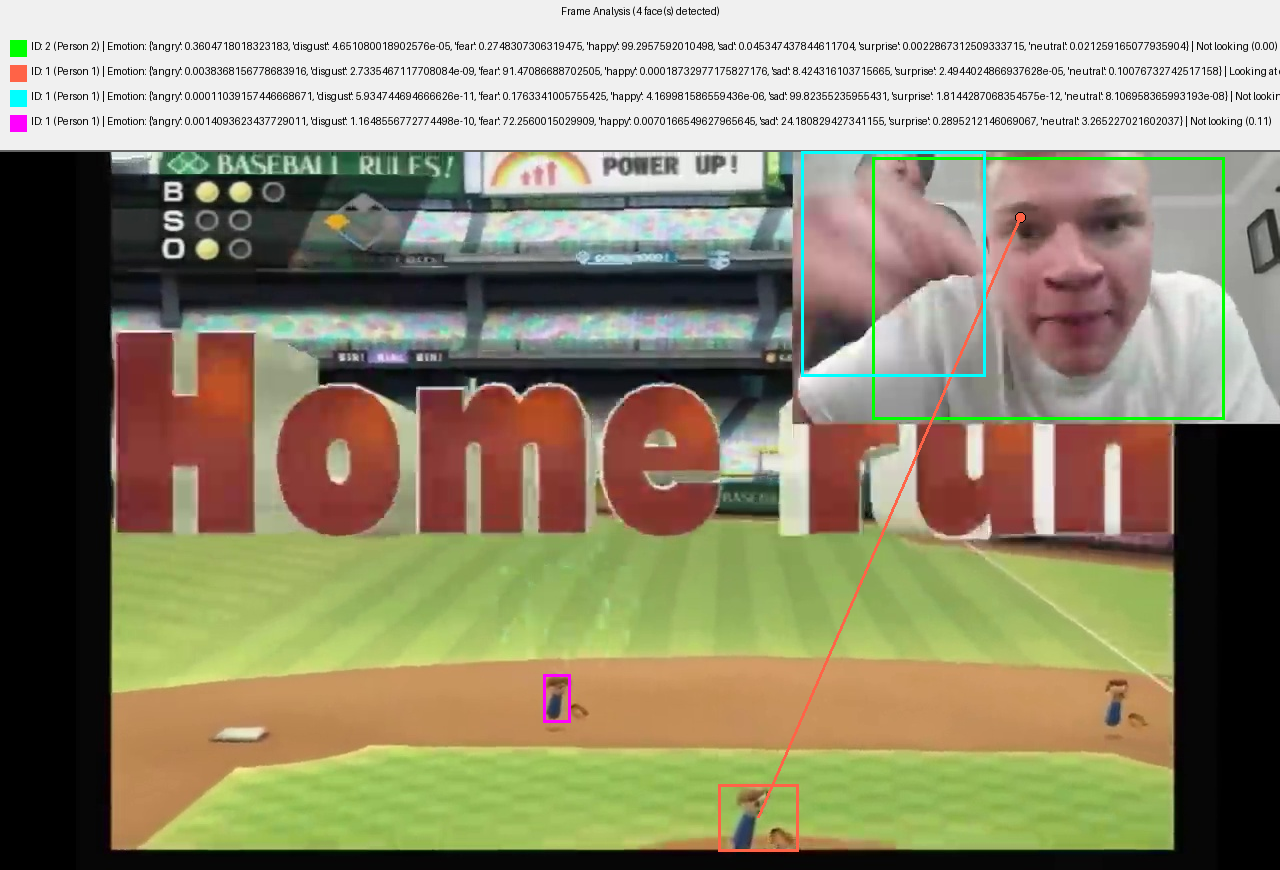 Frame Analysis (4 face(s) detected)
ID: 2 (Person 2) | Emotion: {'angry': 0.3604718018323183, 'disgust': 4.651080018902576e-05, 'fear': 0.2748307306319475, 'happy': 99.2957592010498, 'sad': 0.045347437844611704, 'surprise': 0.0022867312509333715, 'neutral': 0.021259165077935904} | Not looking (0.00)
ID: 1 (Person 1) | Emotion: {'angry': 0.0038368156778683916, 'disgust': 2.7335467117708084e-09, 'fear': 91.47086688702505, 'happy': 0.00018732977175827176, 'sad': 8.424316103715665, 'surprise': 2.4944024866937628e-05, 'neutral': 0.10076732742517158} | Looking at
ID: 1 (Person 1) | Emotion: {'angry': 0.00011039157446668671, 'disgust': 5.934744694666626e-11, 'fear': 0.1763341005755425, 'happy': 4.169981586559436e-06, 'sad': 99.82355235955431, 'surprise': 1.8144287068354575e-12, 'neutral': 8.106958365993193e-08} | Not lookin
ID: 1 (Person 1) | Emotion: {'angry': 0.0014093623437729011, 'disgust': 1.1648556772774498e-10, 'fear': 72.2560015029909, 'happy': 0.0070166549627965645, 'sad': 24.180829427341155, 'surprise': 0.2895212146069067, 'neutral': 3.265227021602037} | Not looking (0.11)
BASEBALL RULES!
POWER UP!
B
S
O
Home run
BASEBA